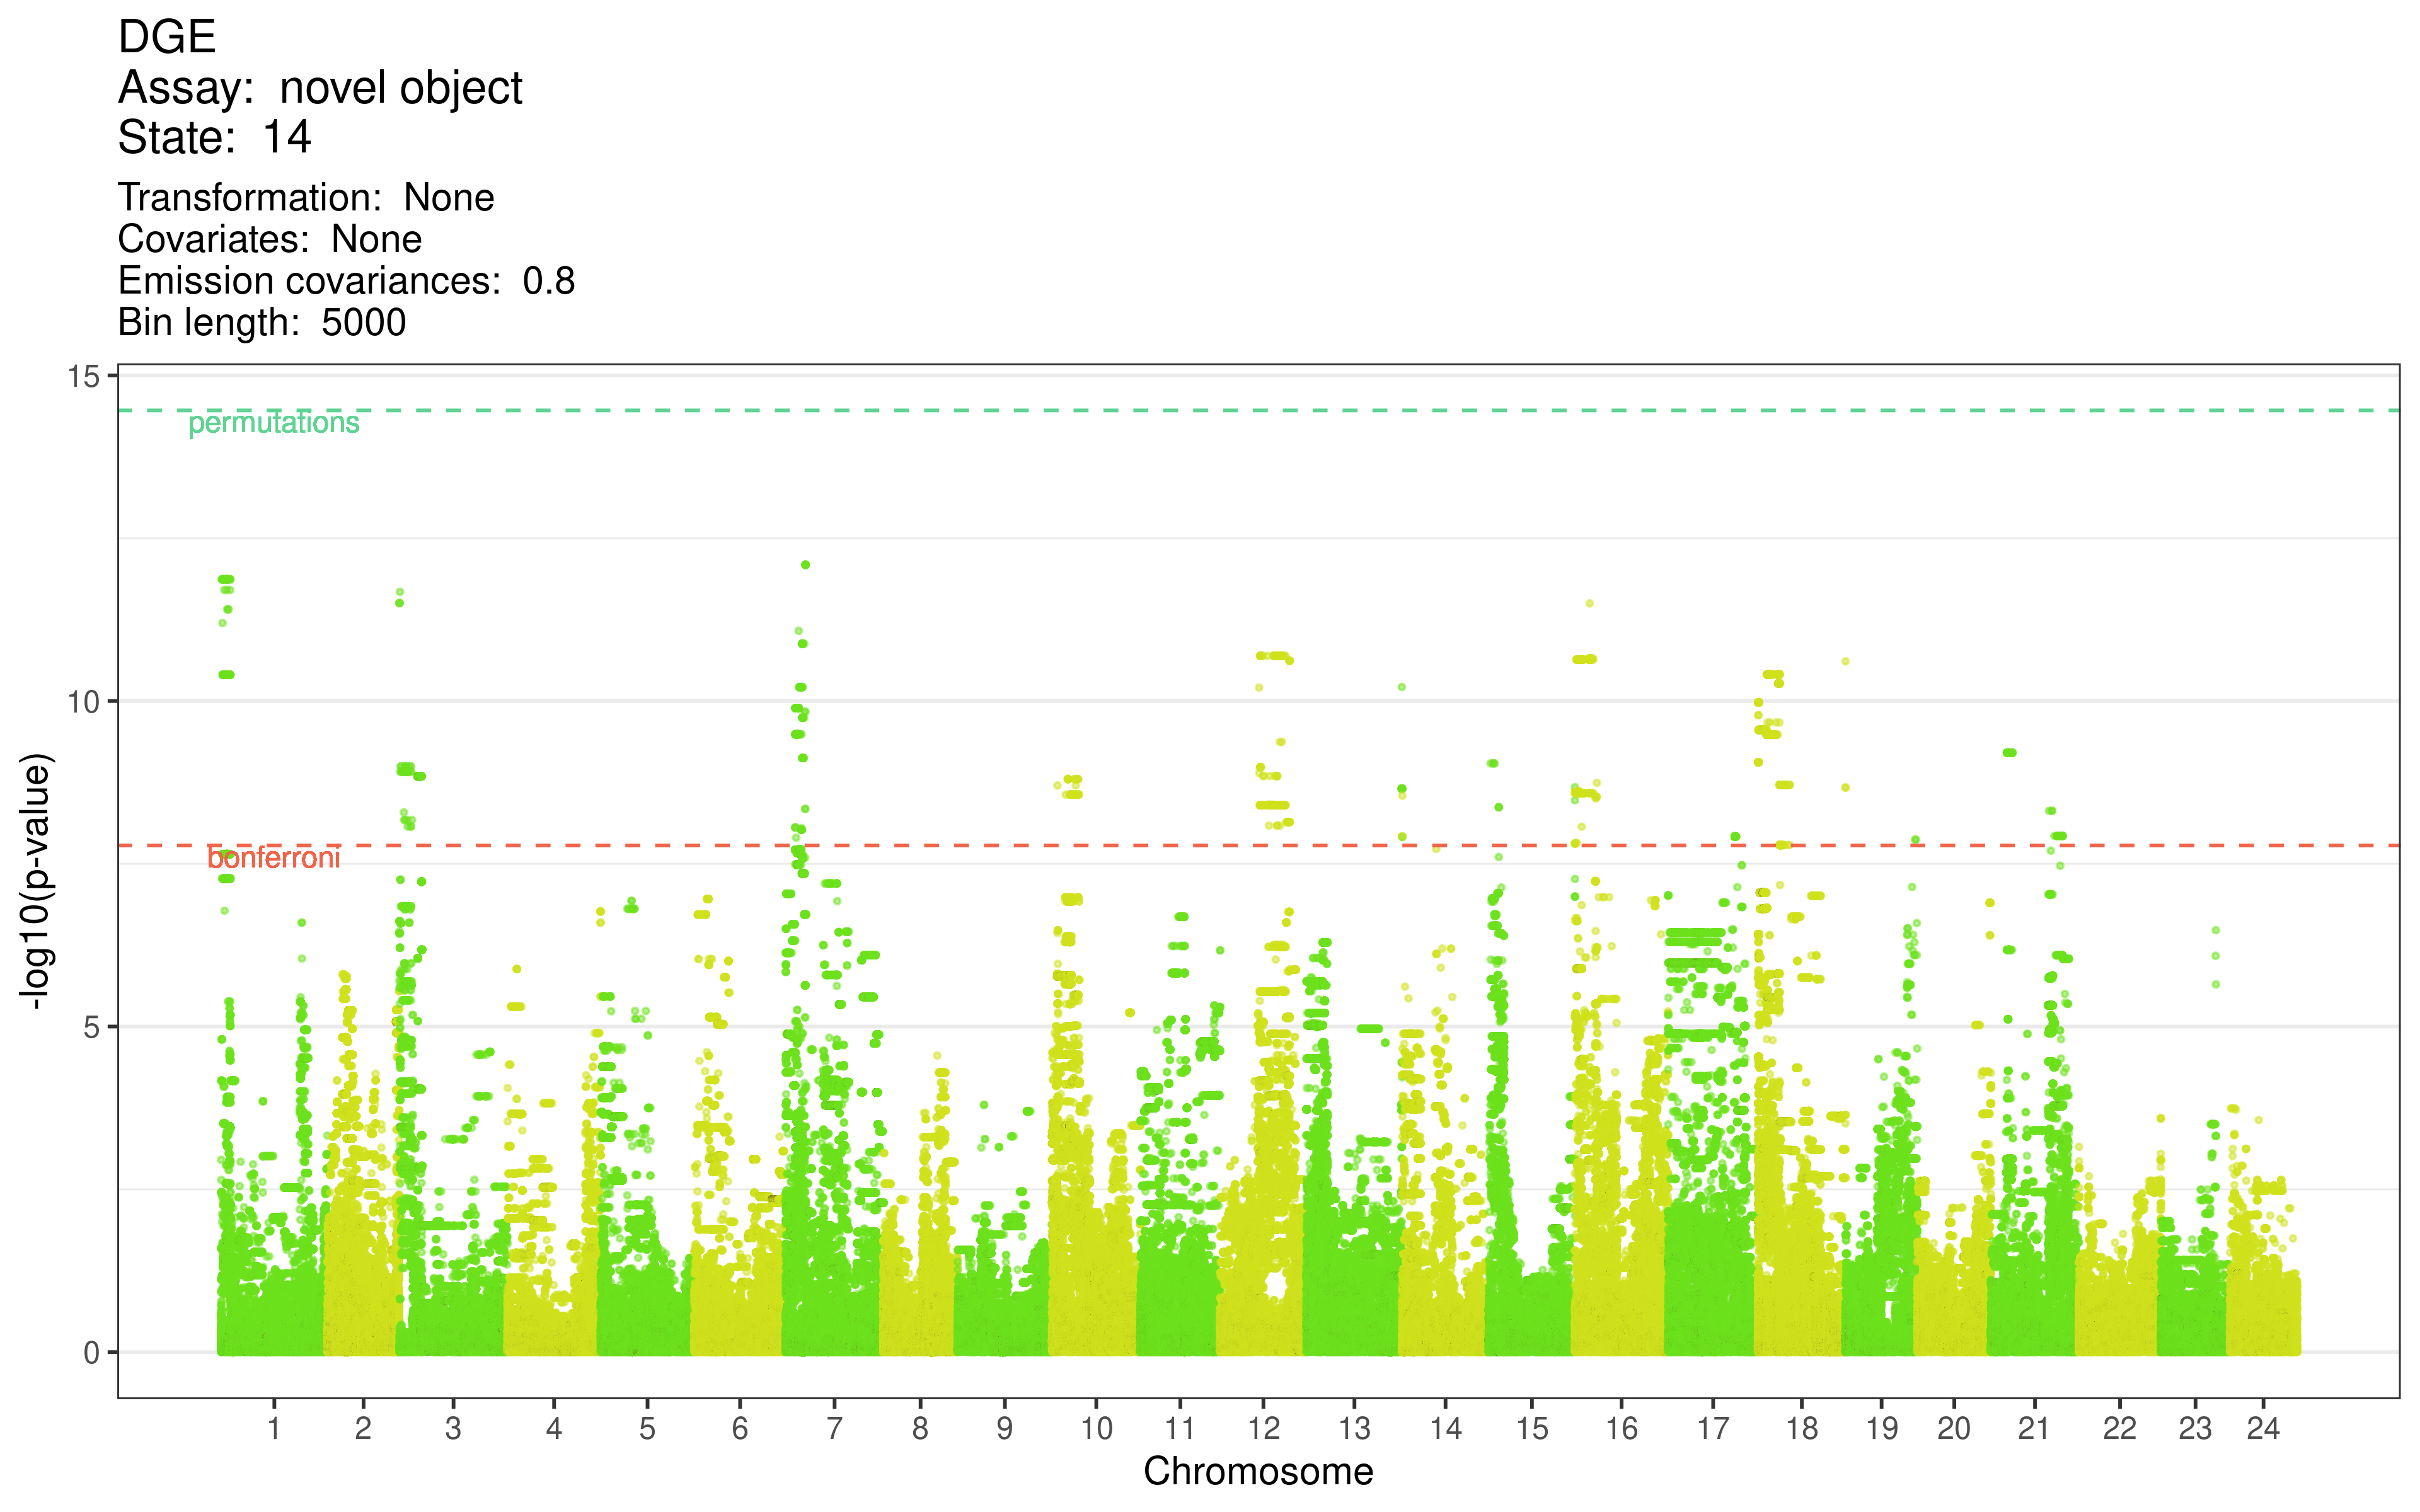 DGE
Assay: novel object
State: 14
Transformation: None
Covariates: None
Emission covariances: 0.8
Bin length: 5000
15
permutations
10
bonferroni
5
0
-log10(p-value)
1 2 3 4 5 6 7 8 9 10 11 12 13 14 15 16 17 18 19 20 21 22 23 24
Chromosome